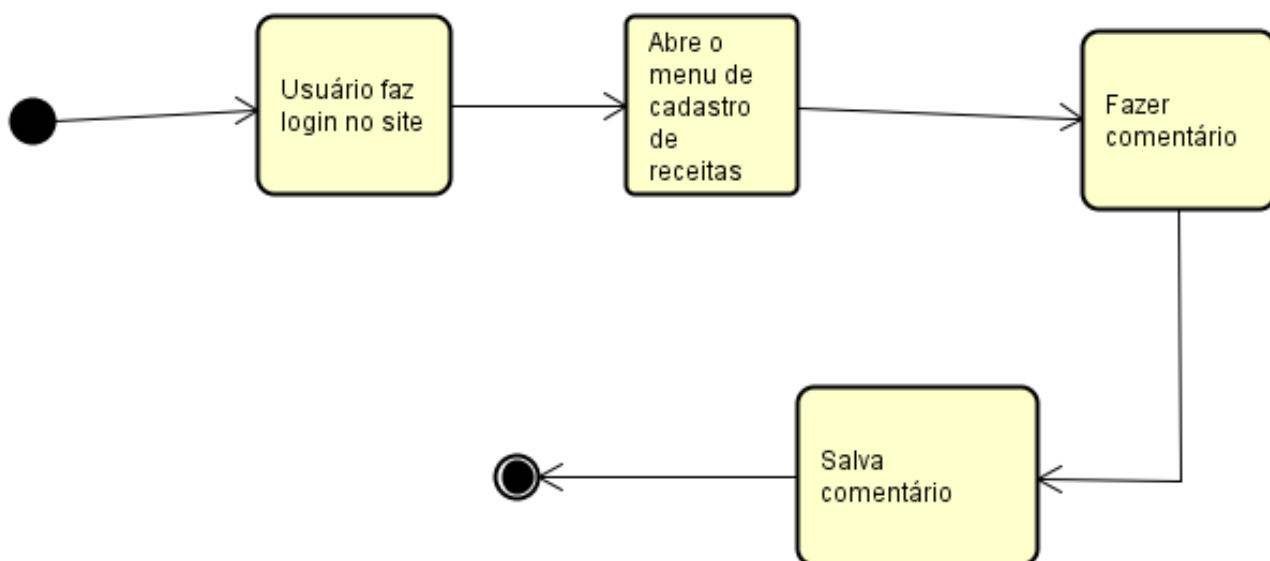 Usuário faz
login no site
Abre o
menu de
cadastro
de
receitas
Fazer
comentário
Salva
comentário